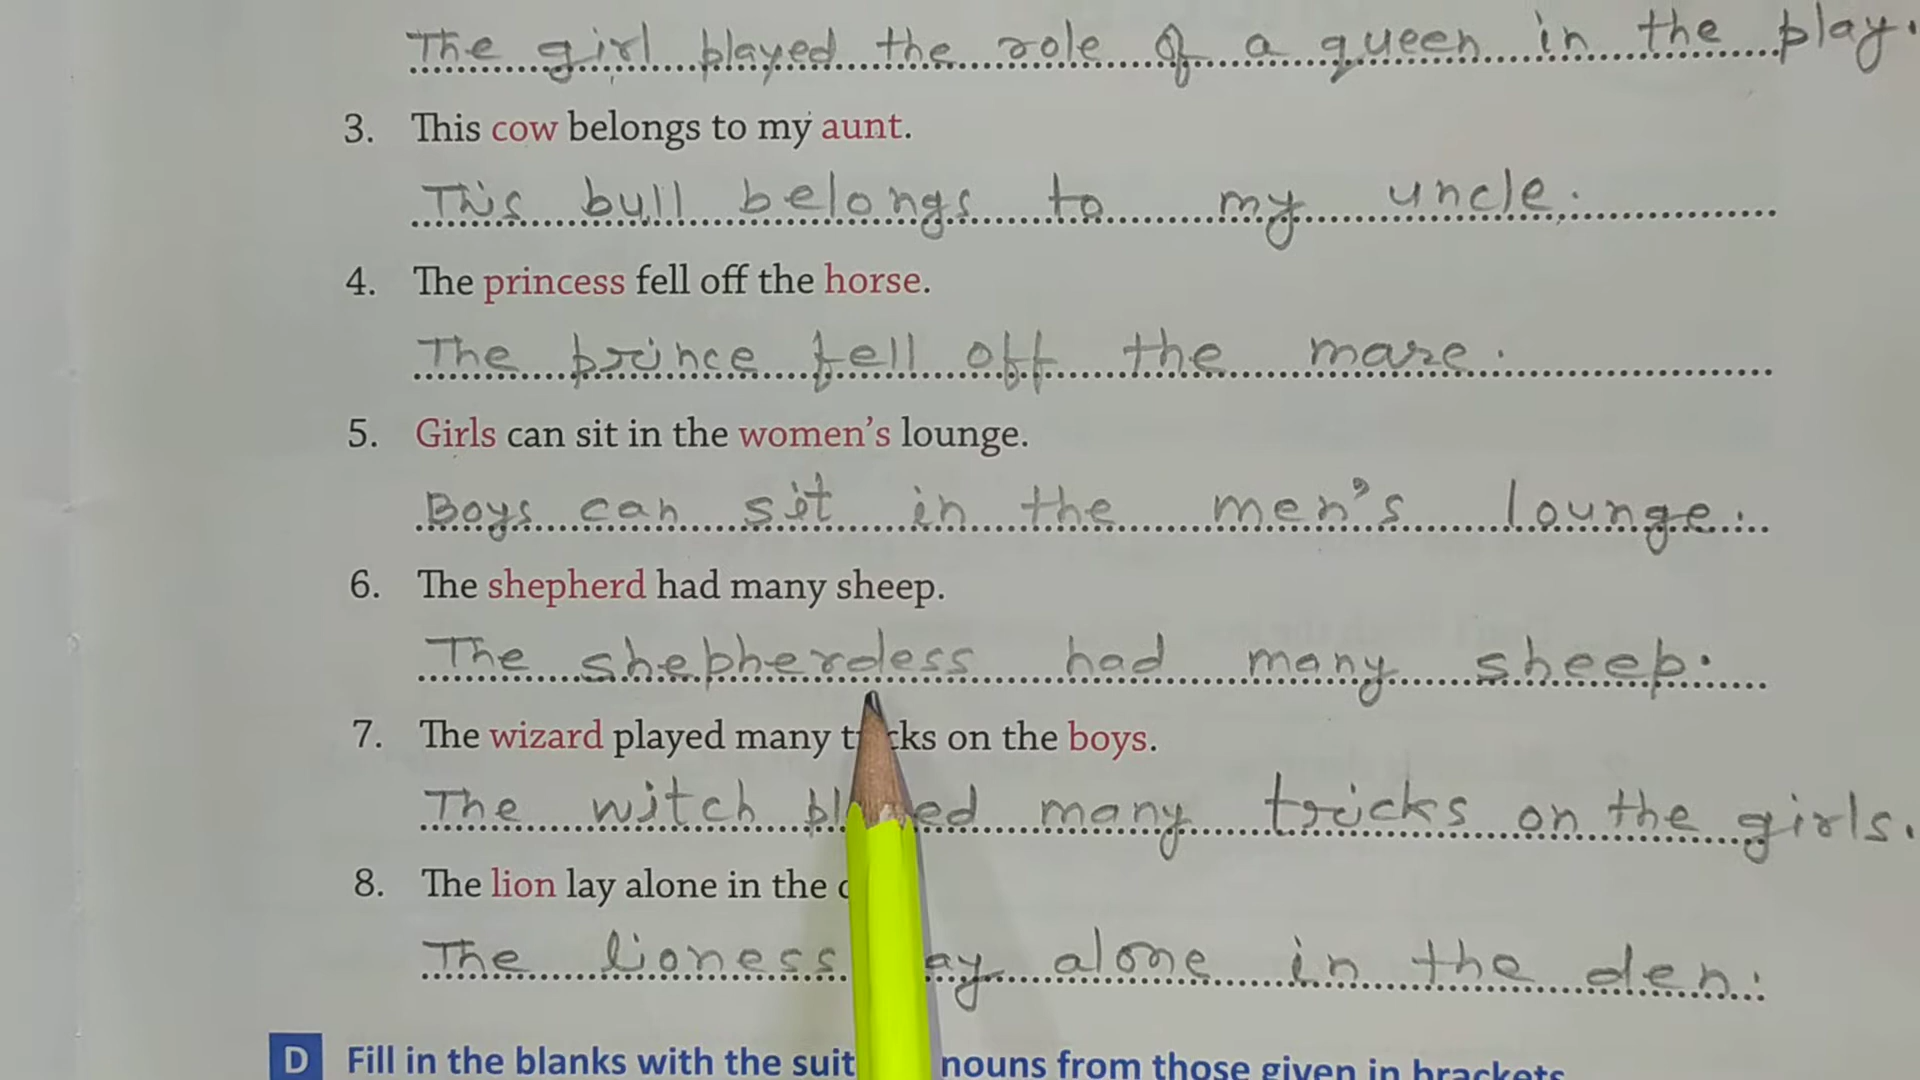 The girl played the role of a queen in the play.
3. This cow belongs to my aunt.
This bull belongs to my uncle.
4. The princess fell off the horse.
The prince fell off the mare.
5. Girls can sit in the women's lounge.
Boys can sit in the men's lounge.
6. The shepherd had many sheep.
The shepherdess had many sheep.
7. The wizard played many tricks on the boys.
The witch played many tricks on the girls.
8. The lion lay alone in the
The lioness lay alone in the den.
D Fill in the blanks with the nouns from those given in brackets